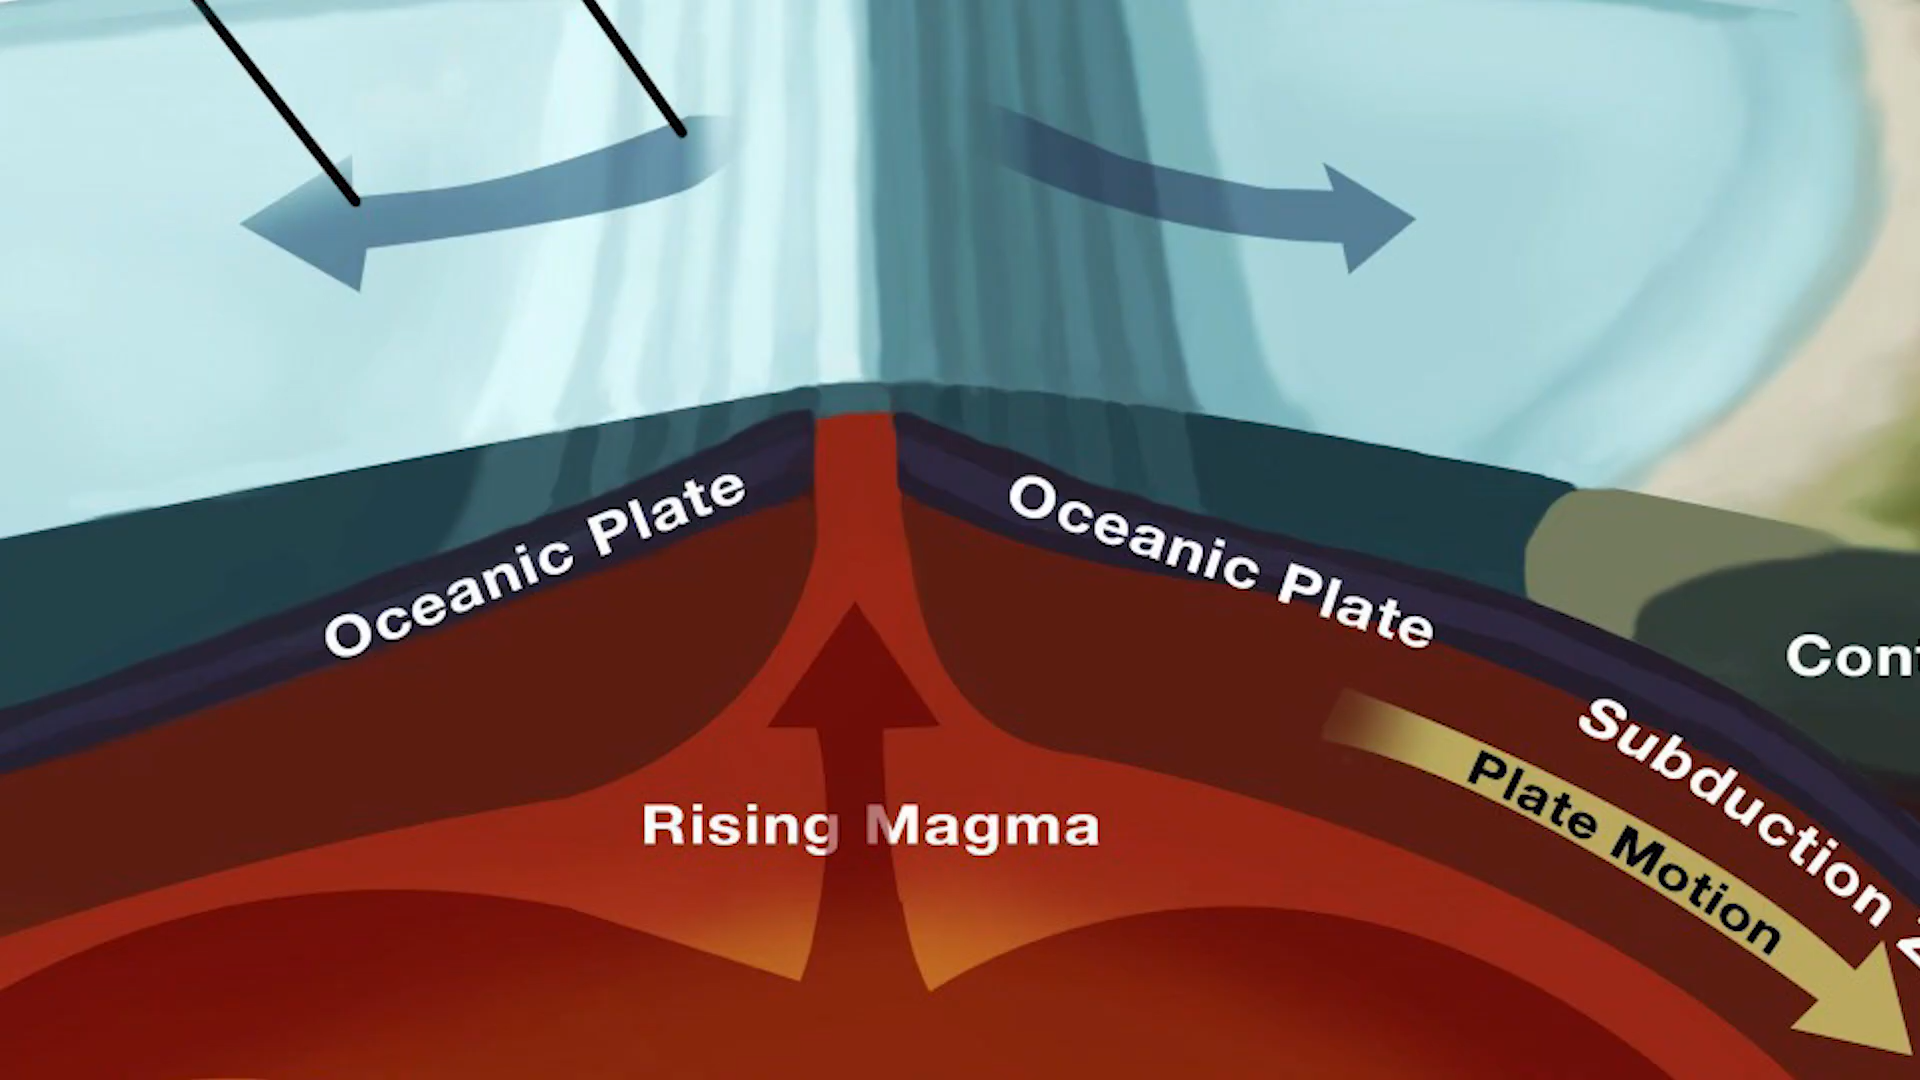 Oceanic Plate
Oceanic Plate
Cont
Subduction Z
Plate Motion
Rising Magma